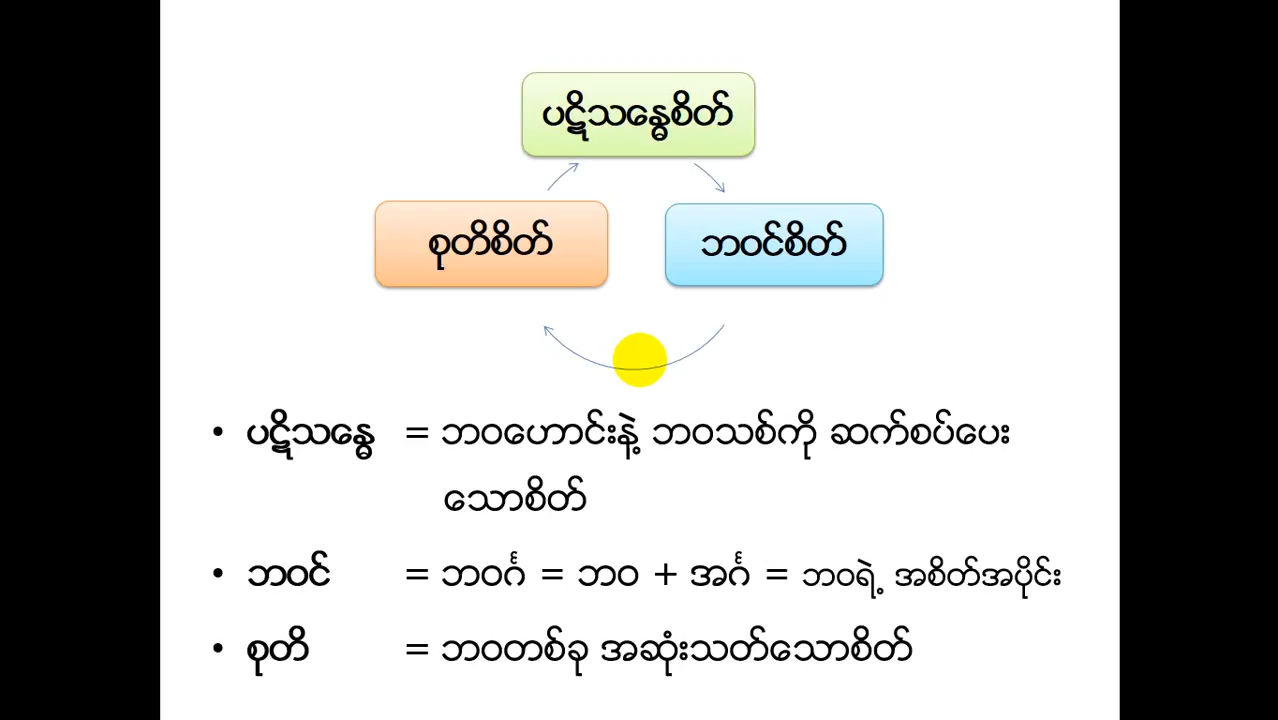 ပဋိသန္ဓေစိတ်
စုတိစိတ် ဘဝင်စိတ်
• ပဋိသန္ဓေ = ဘဝဟောင်းနဲ့ ဘဝသစ်ကို ဆက်စပ်ပေး
သောစိတ်
• ဘဝင် = ဘဝင်္ဂ = ဘဝ + အင်္ဂ = ဘဝရဲ့ အစိတ်အပိုင်း
• စုတိ = ဘဝတစ်ခု အဆုံးသတ်သောစိတ်